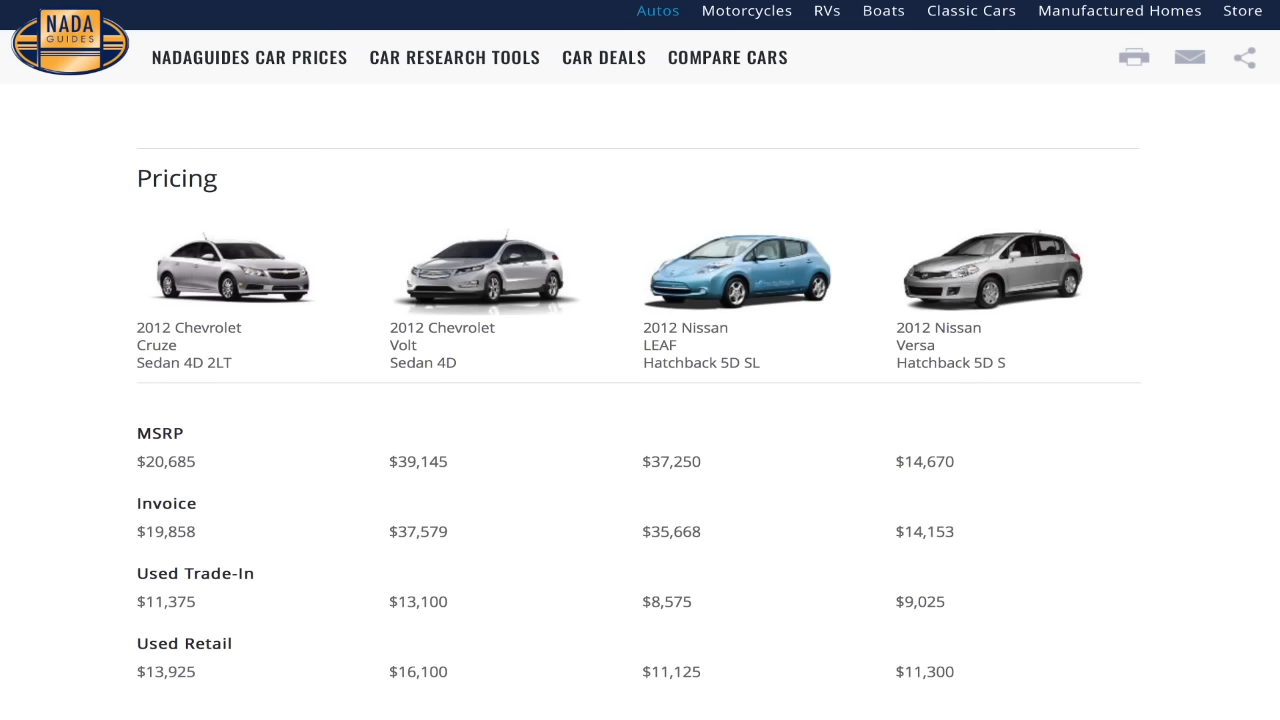 Autos Motorcycles RVs Boats Classic Cars Manufactured Homes Store
NADA
GUIDES
NADAGUIDES CAR PRICES CAR RESEARCH TOOLS CAR DEALS COMPARE CARS
Pricing
2012 Chevrolet 2012 Chevrolet 2012 Nissan 2012 Nissan
Cruze Volt LEAF Versa
Sedan 4D 2LT Sedan 4D Hatchback 5D SL Hatchback 5D S
MSRP
$20,685 $39,145 $37,250 $14,670
Invoice
$19,858 $37,579 $35,668 $14,153
Used Trade-In
$11,375 $13,100 $8,575 $9,025
Used Retail
$13,925 $16,100 $11,125 $11,300